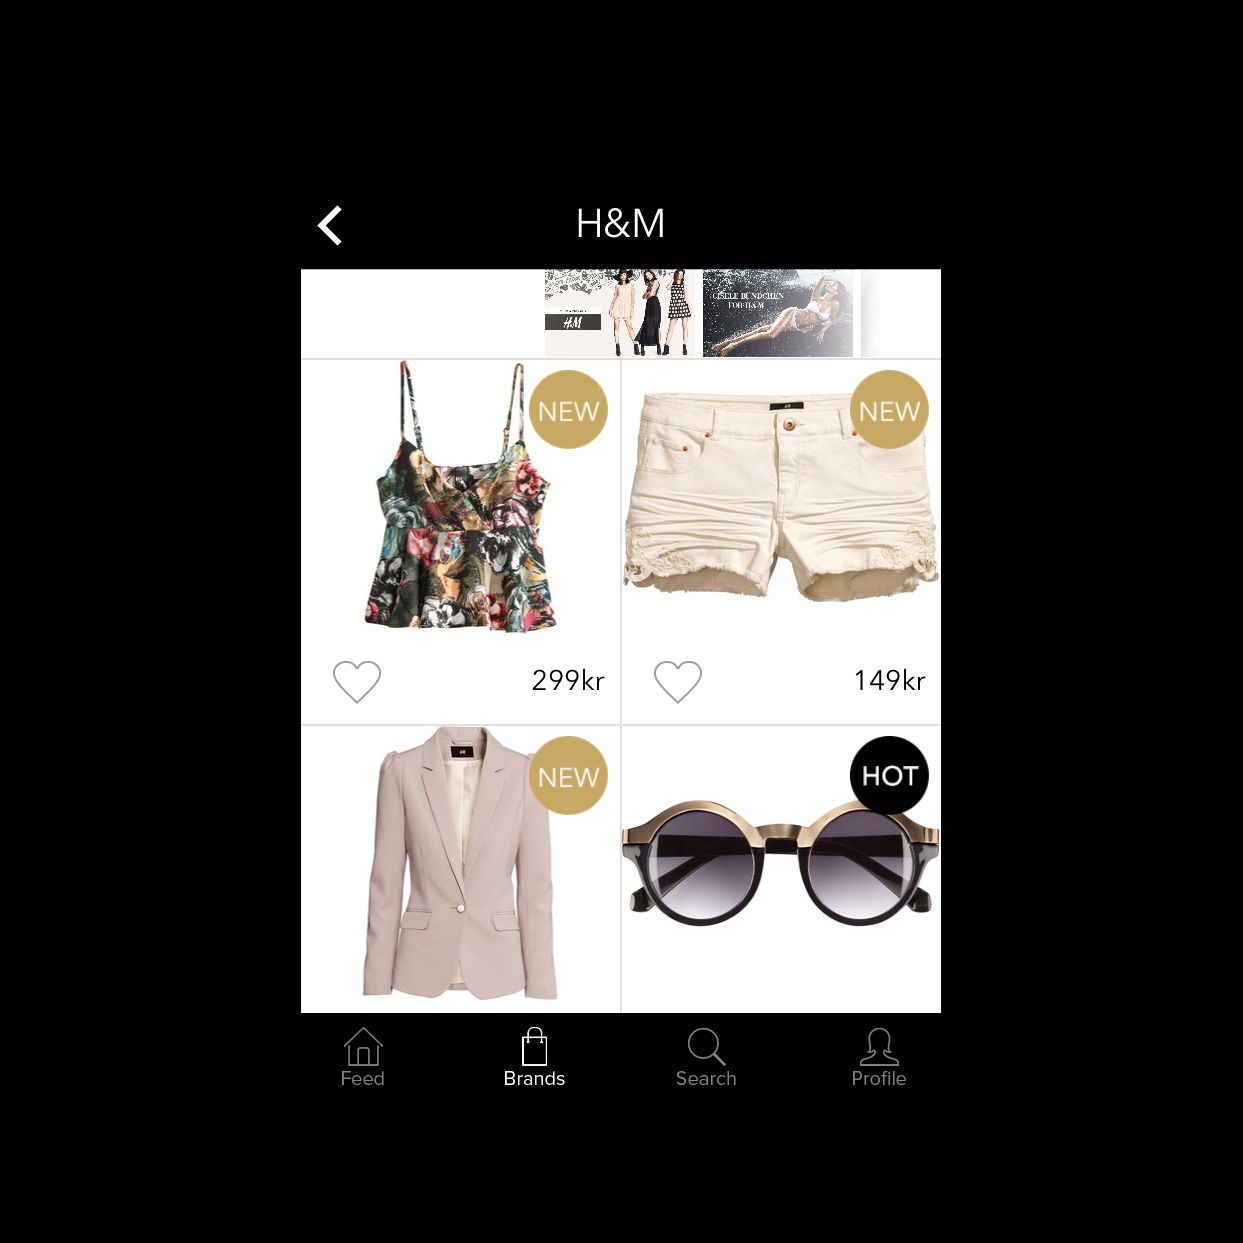 H&M
H&M
GISELE BÜNDCHEN
FOR H&M
NEW
NEW
299kr
149kr
NEW
HOT
Feed
Brands
Search
Profile